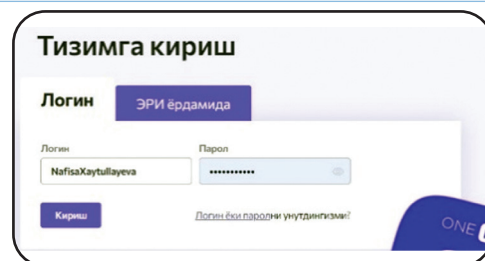 Тизимга кириш
Логин
ЭРИ ёрдамида
Логин
Парол
NafisaXaytullayeva
•••••••••••
Кириш
Логин ёки паролни унутдингизми?
ONE